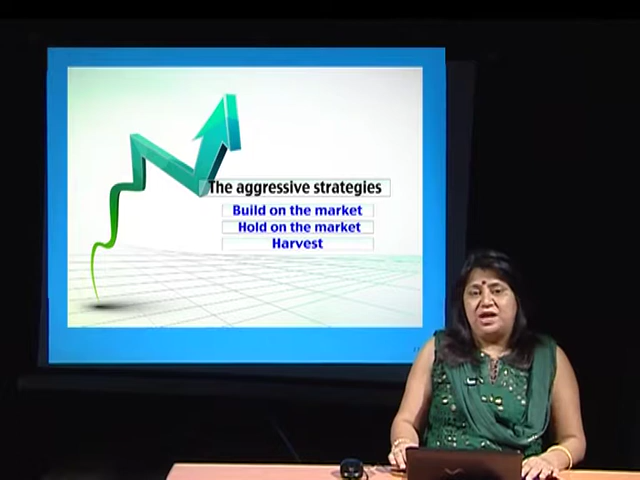 The aggressive strategies
Build on the market
Hold on the market
Harvest